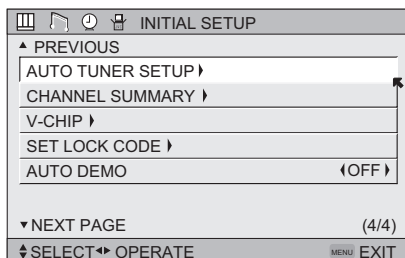 INITIAL SETUP
PREVIOUS
AUTO TUNER SETUP
CHANNEL SUMMARY
V-CHIP
SET LOCK CODE
AUTO DEMO (OFF)
NEXT PAGE (4/4)
SELECT OPERATE MENU EXIT